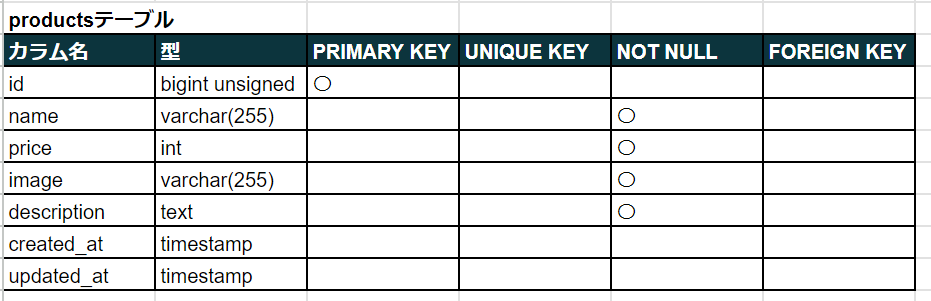 productsテーブル
カラム名 型 PRIMARY KEY UNIQUE KEY NOT NULL FOREIGN KEY
id bigint unsigned 〇
name varchar(255) 〇
price int 〇
image varchar(255) 〇
description text 〇
created_at timestamp
updated_at timestamp